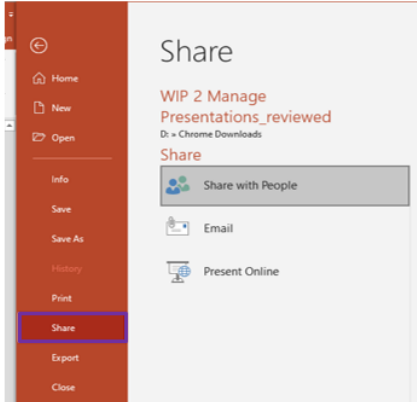 Share
Home
New
Open
Info
Save
Save As
History
Print
Share
Export
Close
WIP 2 Manage
Presentations_reviewed
D: » Chrome Downloads
Share
Share with People
Email
Present Online